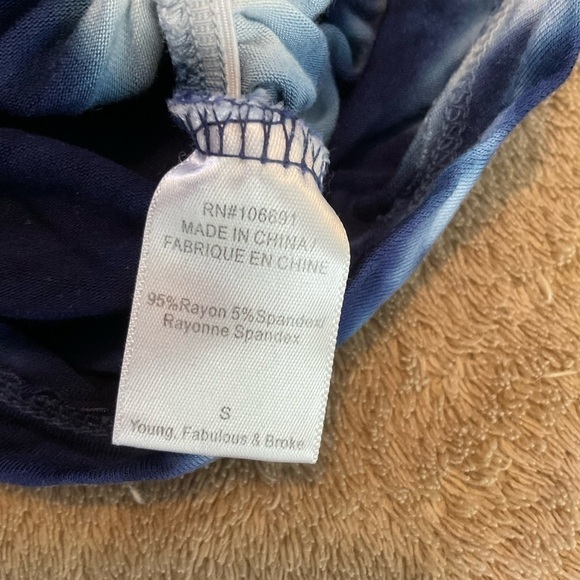 RN#106691
MADE IN CHINA/
FABRIQUE EN CHINE
95%Rayon 5%Spandex/
Rayonne Spandex
S
Young, Fabulous & Broke